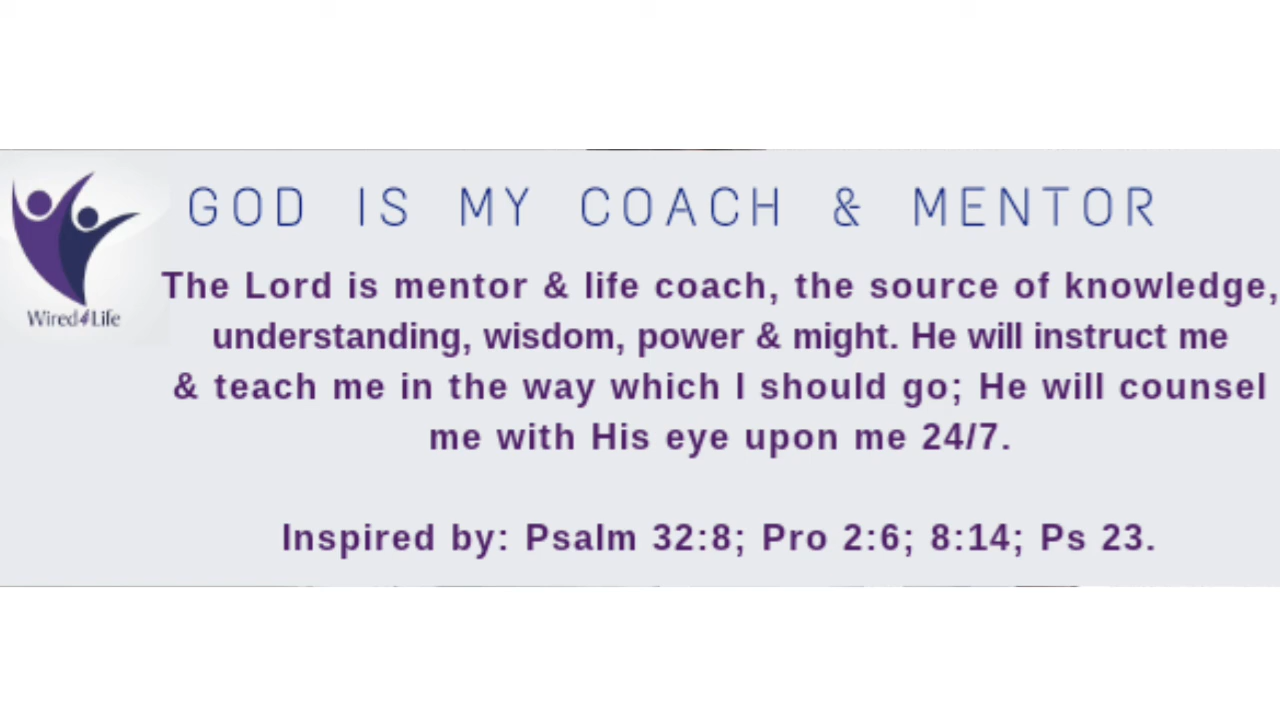 GOD IS MY COACH & MENTOR
Wired4Life
The Lord is mentor & life coach, the source of knowledge,
understanding, wisdom, power & might. He will instruct me
& teach me in the way which I should go; He will counsel
me with His eye upon me 24/7.
Inspired by: Psalm 32:8; Pro 2:6; 8:14; Ps 23.